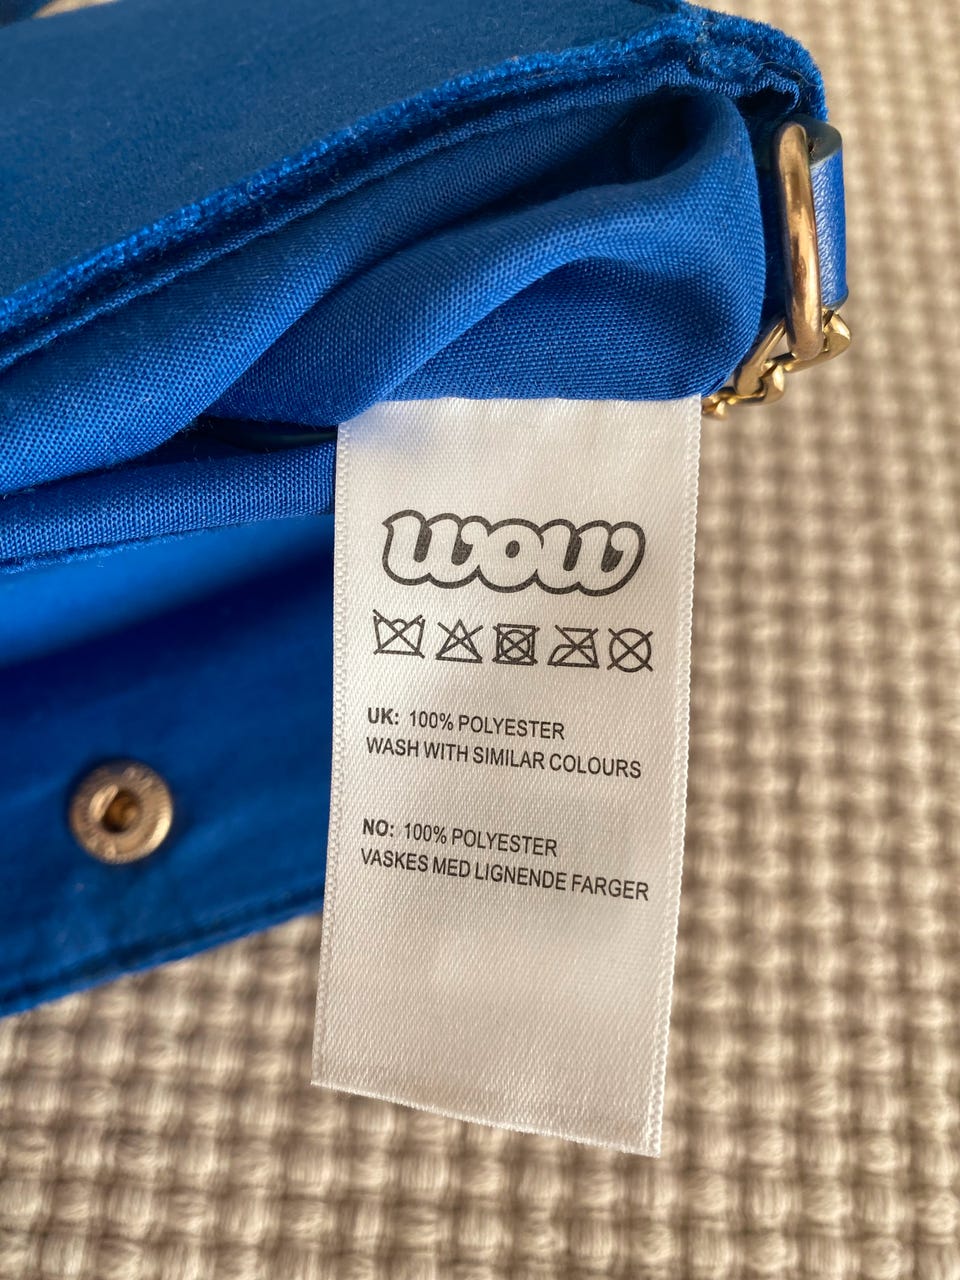 wow
UK: 100% POLYESTER
WASH WITH SIMILAR COLOURS
NO: 100% POLYESTER
VASKES MED LIGNENDE FARGER